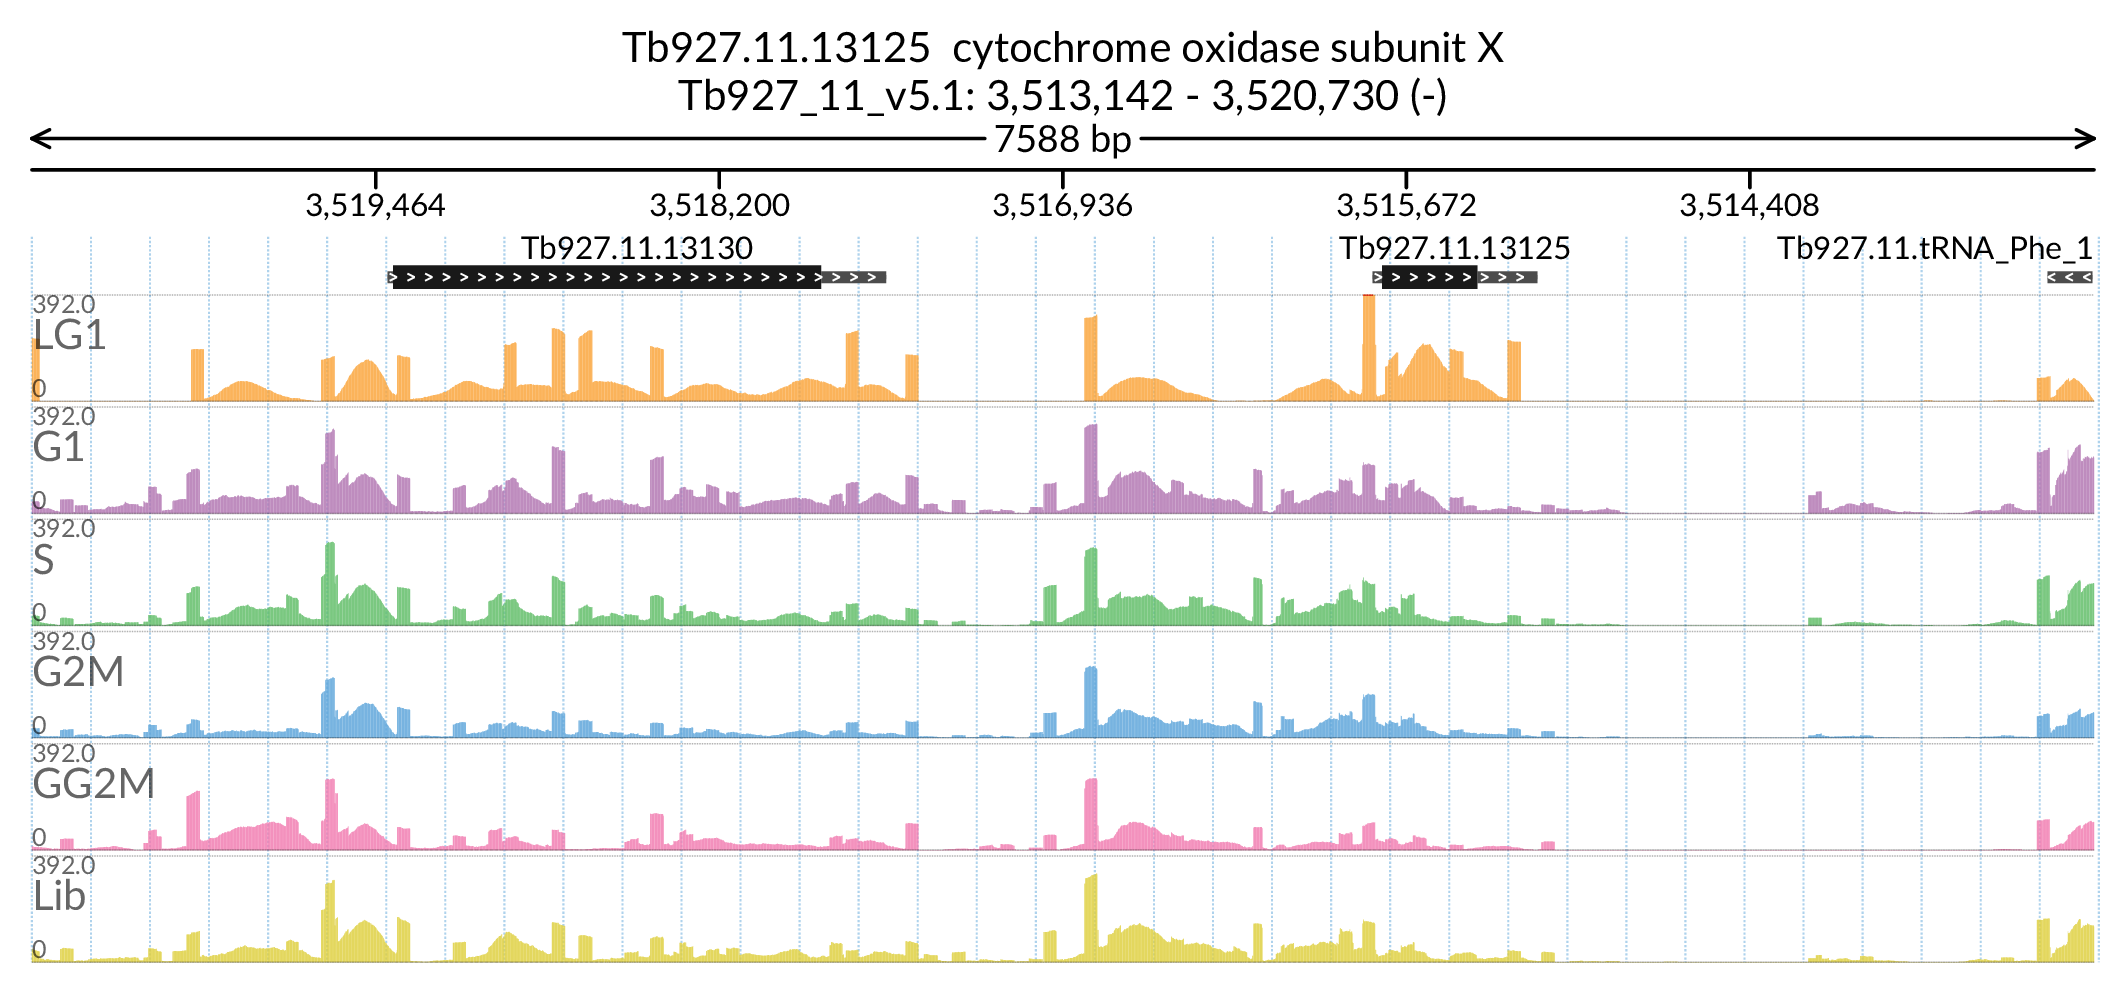 Tb927.11.13125 cytochrome oxidase subunit X
Tb927_11_v5.1: 3,513,142 - 3,520,730 (-)
7588 bp
3,519,464 3,518,200 3,516,936 3,515,672 3,514,408
Tb927.11.13130 Tb927.11.13125 Tb927.11.tRNA_Phe_1
392.0
LG1
0
392.0
G1
0
392.0
S
0
392.0
G2M
0
392.0
GG2M
0
392.0
Lib
0